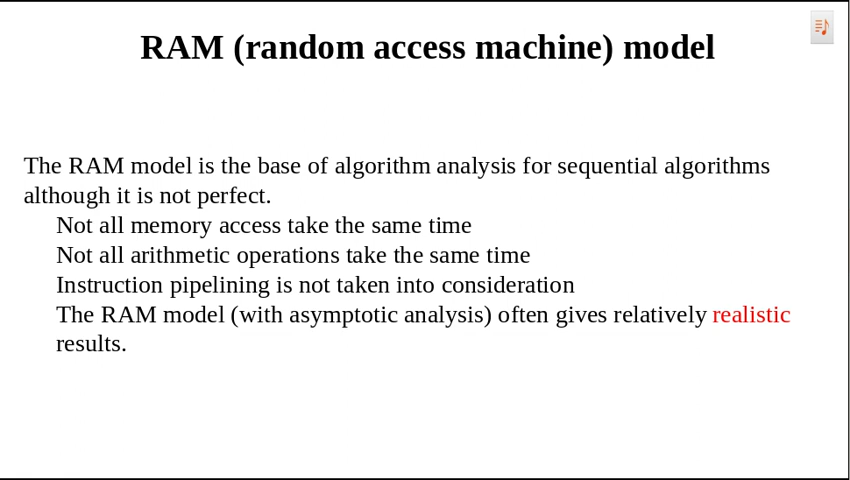 RAM (random access machine) model
The RAM model is the base of algorithm analysis for sequential algorithms
although it is not perfect.
Not all memory access take the same time
Not all arithmetic operations take the same time
Instruction pipelining is not taken into consideration
The RAM model (with asymptotic analysis) often gives relatively realistic
results.